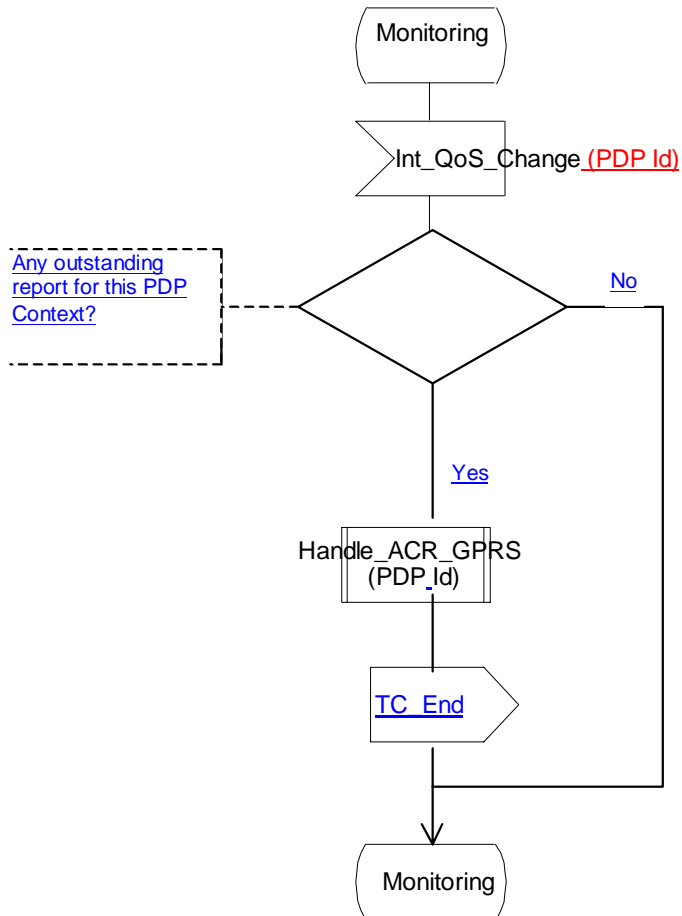 Monitoring
Int_QoS_Change (PDP Id)
Any outstanding
report for this PDP
Context?
No
Yes
Handle_ACR_GPRS
(PDP Id)
TC_End
Monitoring